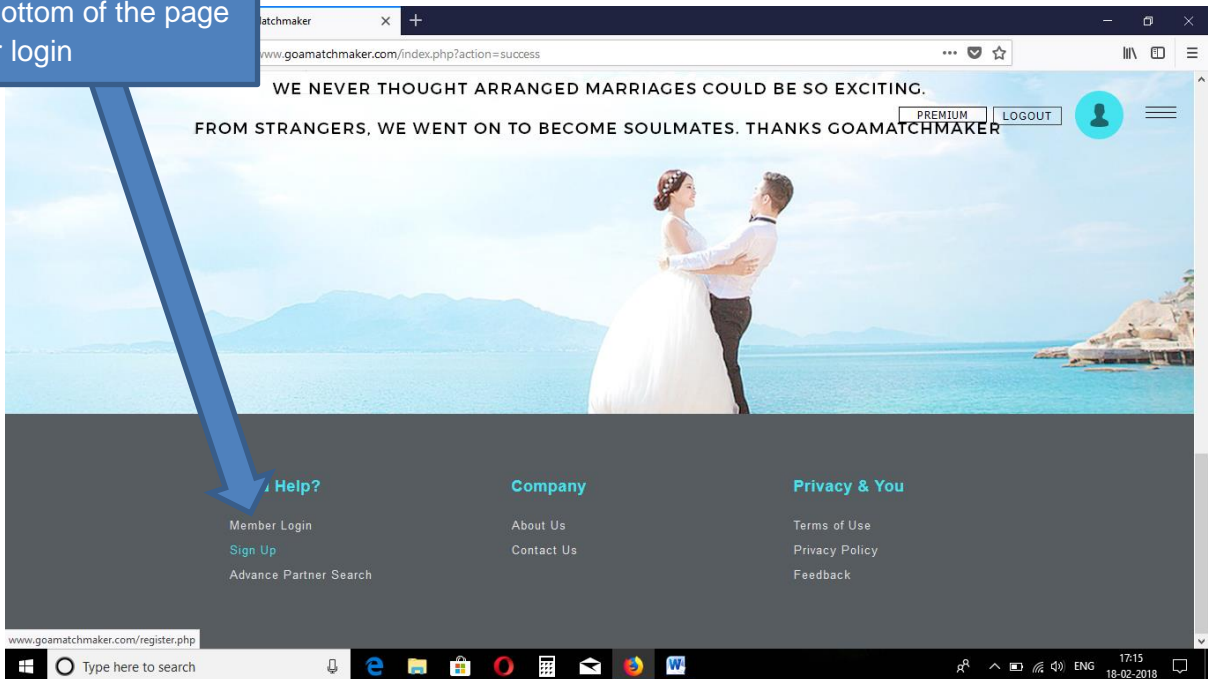 ottom of the page
login
atchmaker
www.goamatchmaker.com/index.php?action=success
WE NEVER THOUGHT ARRANGED MARRIAGES COULD BE SO EXCITING.
PREMIUM LOGOUT
FROM STRANGERS, WE WENT ON TO BECOME SOULMATES. THANKS GOAMATCHMAKER
Help? Company Privacy & You
Member Login About Us Terms of Use
Sign Up Contact Us Privacy Policy
Advance Partner Search Feedback
www.goamatchmaker.com/register.php
Type here to search
ENG 17:15
18-02-2018